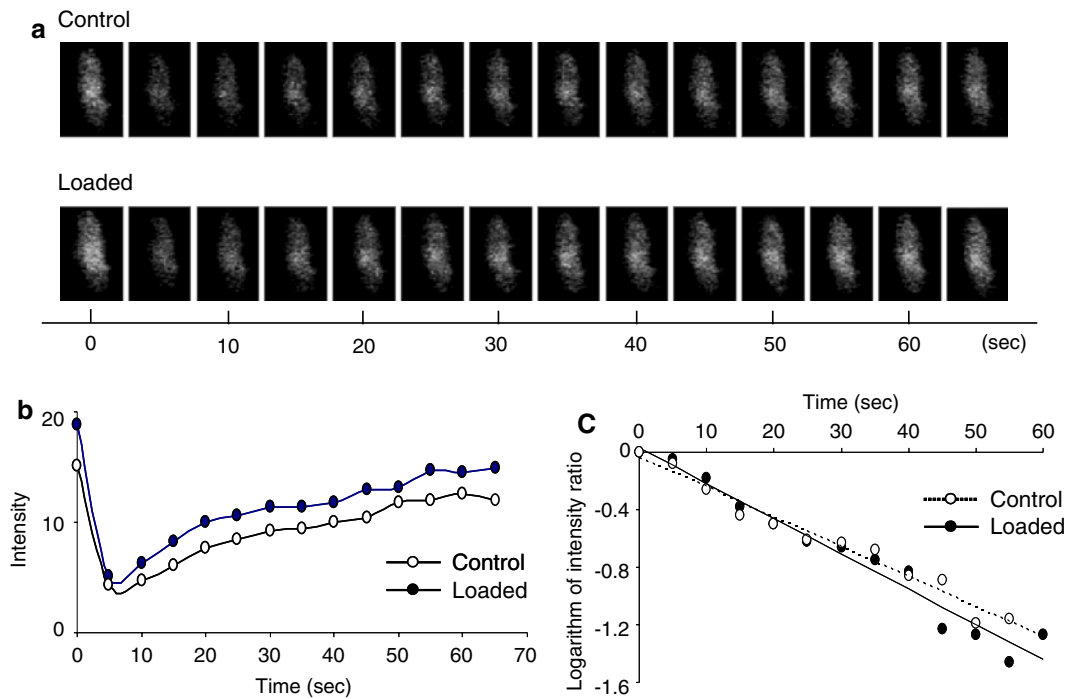 a
Control
Loaded
0 10 20 30 40 50 60 (sec)
b
20
10
0
Intensity
0 10 20 30 40 50 60 70
Time (sec)
Control
Loaded
C
Time (sec)
0 10 20 30 40 50 60
0
-0.4
-0.8
-1.2
-1.6
Logarithm of intensity ratio
Control
Loaded